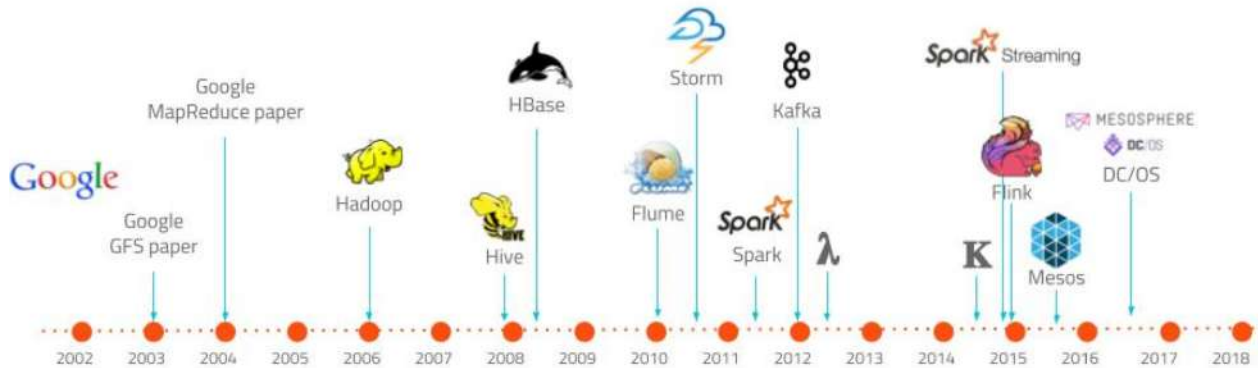 Google
Google
GFS paper
Google
MapReduce paper
Hadoop
HIVE
Hive
HBase
FLUME
Flume
Storm
Spark
Spark
Kafka
λ
K
Spark Streaming
Flink
Mesos
MESOSPHERE
DC/OS
DC/OS
2002 2003 2004 2005 2006 2007 2008 2009 2010 2011 2012 2013 2014 2015 2016 2017 2018